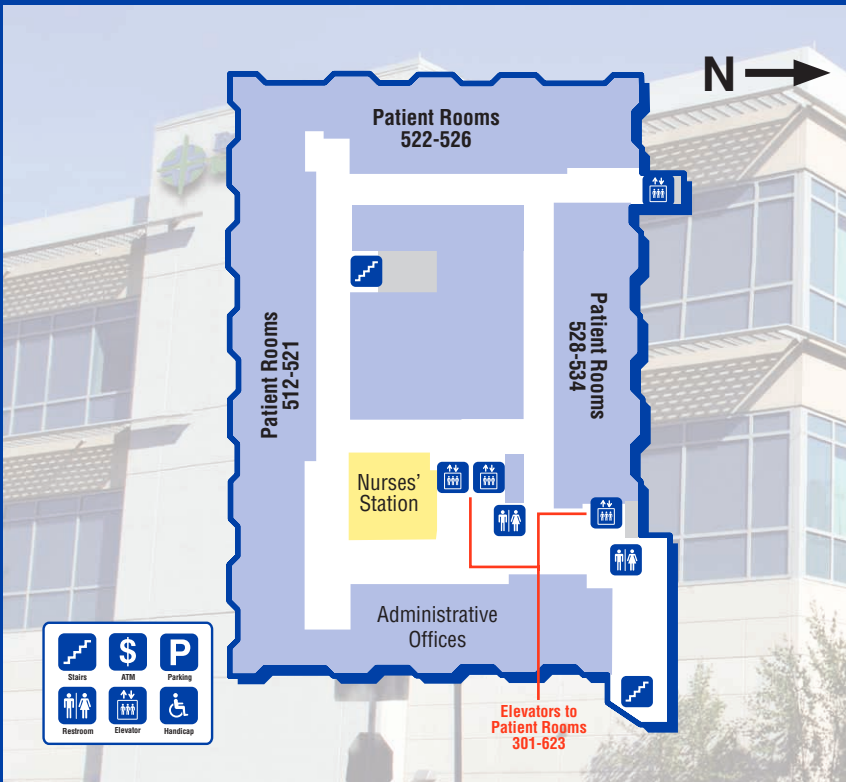 N
Patient Rooms
522-526
Patient Rooms
512-521
Patient Rooms
528-534
Nurses'
Station
Administrative
Offices
Elevators to
Patient Rooms
301-623
Stairs
$
ATM
P
Parking
Restroom
Elevator
Handicap